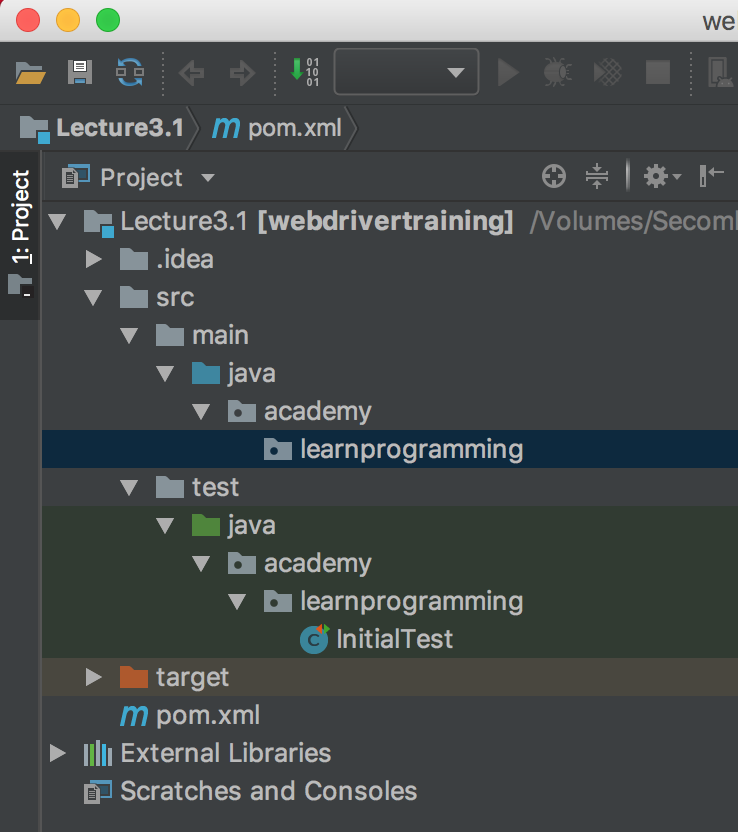 we
01
10
01
Lecture3.1 m pom.xml
1: Project
Project
Lecture3.1 [webdrivertraining] /Volumes/Secoml
.idea
src
main
java
academy
learnprogramming
test
java
academy
learnprogramming
C InitialTest
target
m pom.xml
External Libraries
Scratches and Consoles